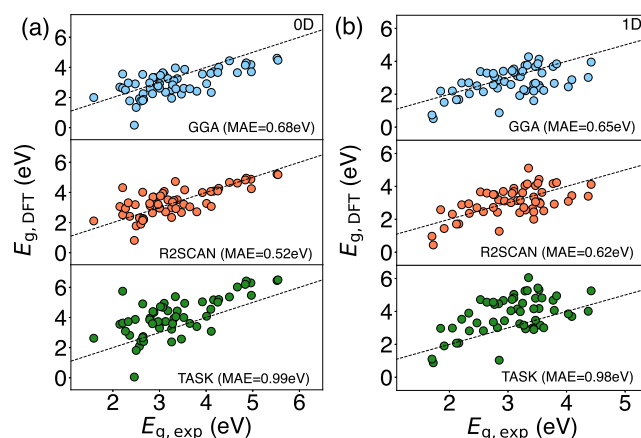 (a)
0D
6
4
2
0
GGA (MAE=0.68eV)
6
4
2
0
R2SCAN (MAE=0.52eV)
6
4
2
0
TASK (MAE=0.99eV)
2 3 4 5 6
E_g, exp (eV)
E_g, DFT (eV)
(b)
1D
6
4
2
0
GGA (MAE=0.65eV)
6
4
2
0
R2SCAN (MAE=0.62eV)
6
4
2
0
TASK (MAE=0.98eV)
2 3 4 5
E_g, exp (eV)
E_g, DFT (eV)